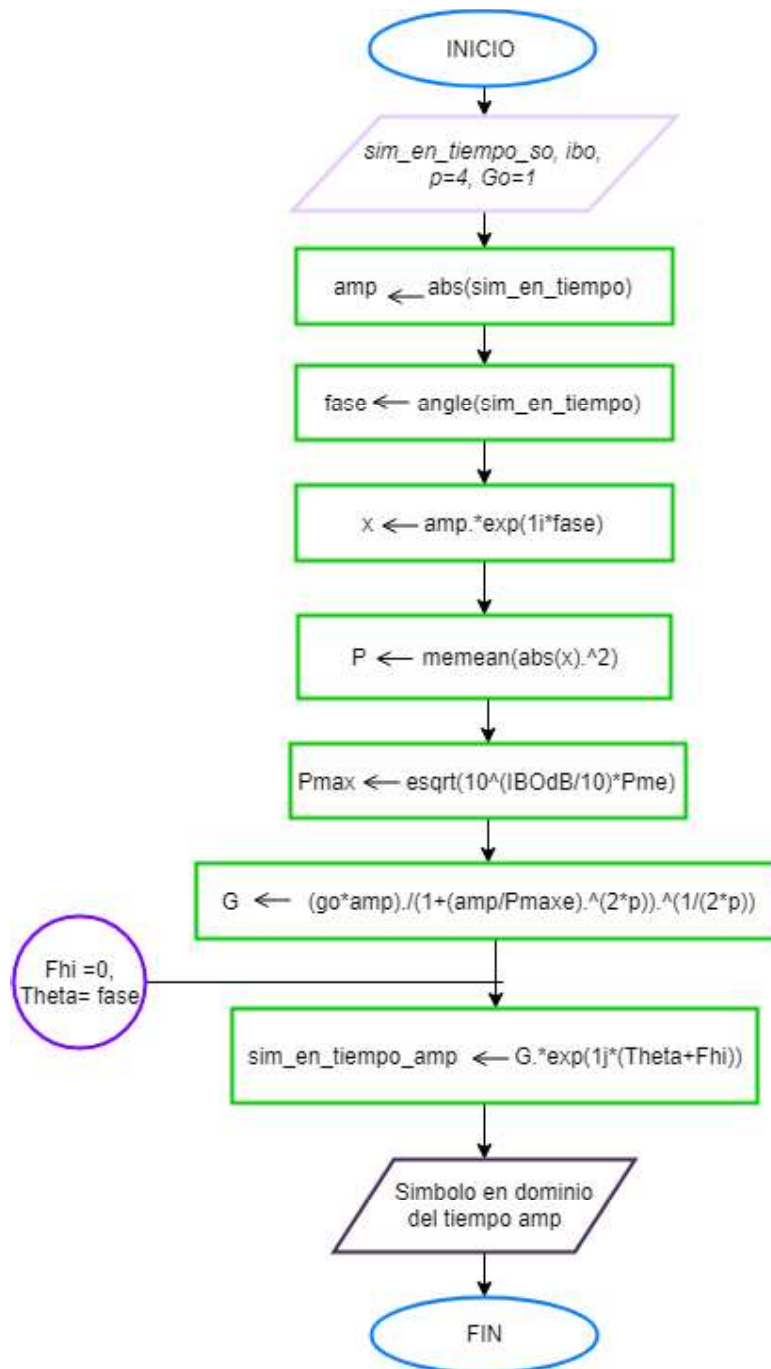 INICIO
sim_en_tiempo_so, ibo,
p=4, Go=1
amp ← abs(sim_en_tiempo)
fase ← angle(sim_en_tiempo)
x ← amp.*exp(1i*fase)
P ← memean(abs(x).^2)
Pmax ← esqrt(10^(IBOdB/10)*Pme)
G ← (go*amp)./(1+(amp/Pmaxe).^(2*p)).^(1/(2*p))
Fhi =0,
Theta= fase
sim_en_tiempo_amp ← G.*exp(1j*(Theta+Fhi))
Simbolo en dominio
del tiempo amp
FIN